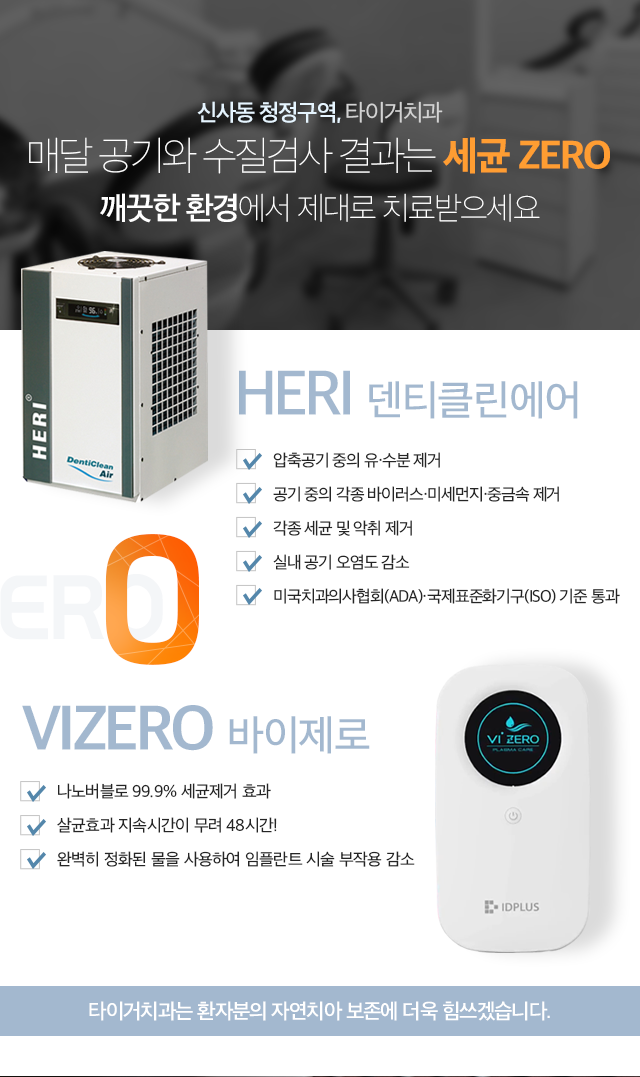 신사동 청정구역, 타이거치과
매달 공기와 수질검사 결과는 세균 ZERO
깨끗한 환경에서 제대로 치료받으세요
HERI®
DentiClean
Air
HERI 덴티클린에어
압축공기 중의 유·수분 제거
공기 중의 각종 바이러스·미세먼지·중금속 제거
각종 세균 및 악취 제거
실내 공기 오염도 감소
미국치과의사협회(ADA)·국제표준화기구(ISO) 기준 통과
ERO
0
VIZERO 바이제로
나노버블로 99.9% 세균제거 효과
살균효과 지속시간이 무려 48시간!
완벽히 정화된 물을 사용하여 임플란트 시술 부작용 감소
VI ZERO
PLASMA CARE
IDPLUS
타이거치과는 환자분의 자연치아 보존에 더욱 힘쓰겠습니다.